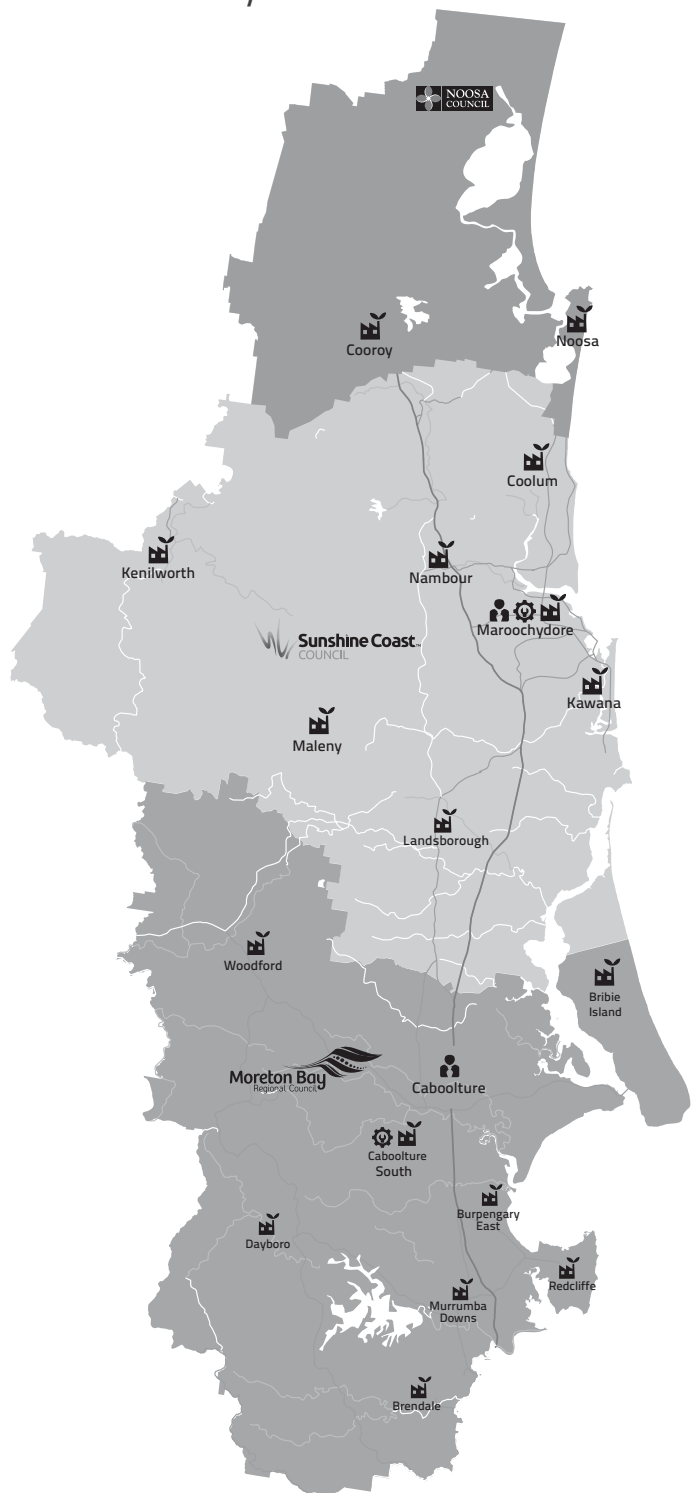 NOOSA
COUNCIL
Cooroy
Noosa
Coolum
Kenilworth
Nambour
Maroochydore
Sunshine Coast™
COUNCIL
Kawana
Maleny
Landsborough
Woodford
Bribie
Island
Moreton Bay
Regional Council
Caboolture
Caboolture
South
Burpengary
East
Dayboro
Redcliffe
Murrumba
Downs
Brendale